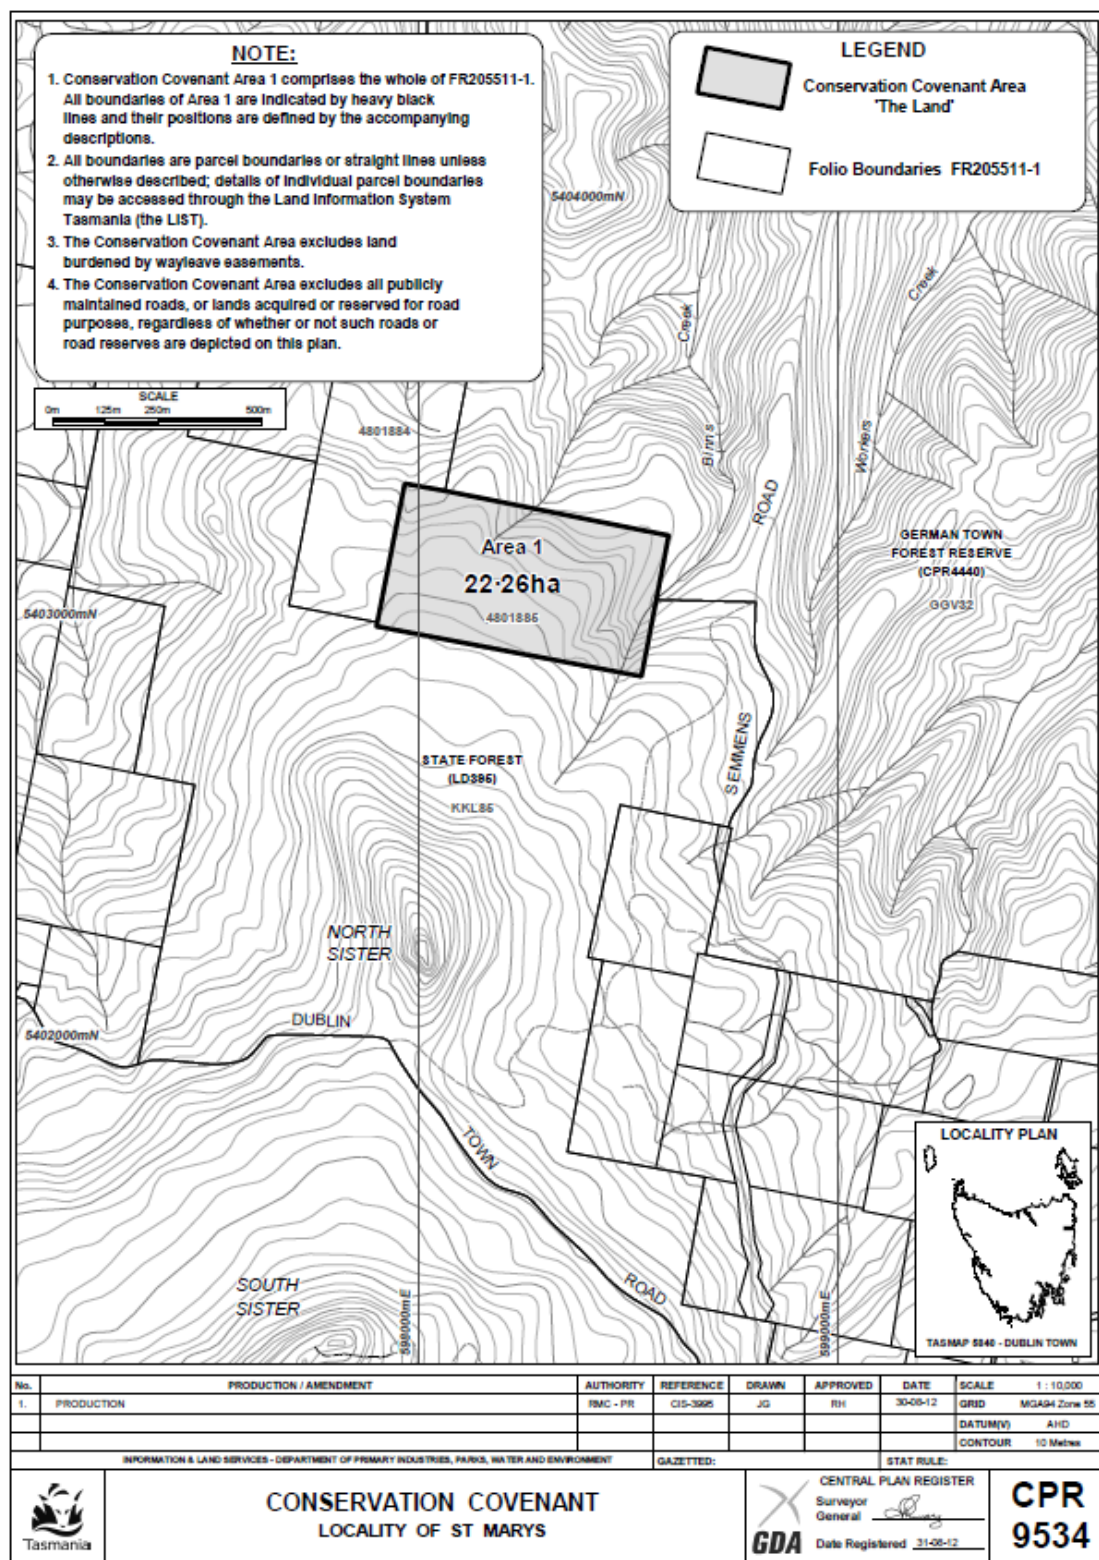 NOTE:
1. Conservation Covenant Area 1 comprises the whole of FR205511-1.
All boundaries of Area 1 are indicated by heavy black
lines and their positions are defined by the accompanying
descriptions.
2. All boundaries are parcel boundaries or straight lines unless
otherwise described; details of individual parcel boundaries
may be accessed through the Land Information System
Tasmania (the LIST).
3. The Conservation Covenant Area excludes land
burdened by wayleave easements.
4. The Conservation Covenant Area excludes all publicly
maintained roads, or lands acquired or reserved for road
purposes, regardless of whether or not such roads or
road reserves are depicted on this plan.
LEGEND
Conservation Covenant Area
'The Land'
Folio Boundaries FR205511-1
SCALE
0m 125m 250m 500m
5404000mN
4801884
Creek
Binns
Creek
Workers
ROAD
Area 1
22·26ha
4801885
GERMAN TOWN
FOREST RESERVE
(CPR4440)
GGV32
5403000mN
SEMMENS
STATE FOREST
(LD395)
KKL85
NORTH
SISTER
DUBLIN
5402000mN
TOWN
ROAD
SOUTH
SISTER
598000mE
599000mE
LOCALITY PLAN
TASMAP 5840 - DUBLIN TOWN
No. PRODUCTION / AMENDMENT AUTHORITY REFERENCE DRAWN APPROVED DATE SCALE 1 : 10,000
1. PRODUCTION RMC - PR CIS-3995 JG RH 30-08-12 GRID MGA94 Zone 55
DATUM(V) AHD
CONTOUR 10 Metres
INFORMATION & LAND SERVICES - DEPARTMENT OF PRIMARY INDUSTRIES, PARKS, WATER AND ENVIRONMENT GAZETTED: STAT RULE:
Tasmania
CONSERVATION COVENANT
LOCALITY OF ST MARYS
GDA
CENTRAL PLAN REGISTER
Surveyor
General
Date Registered 31-08-12
CPR
9534